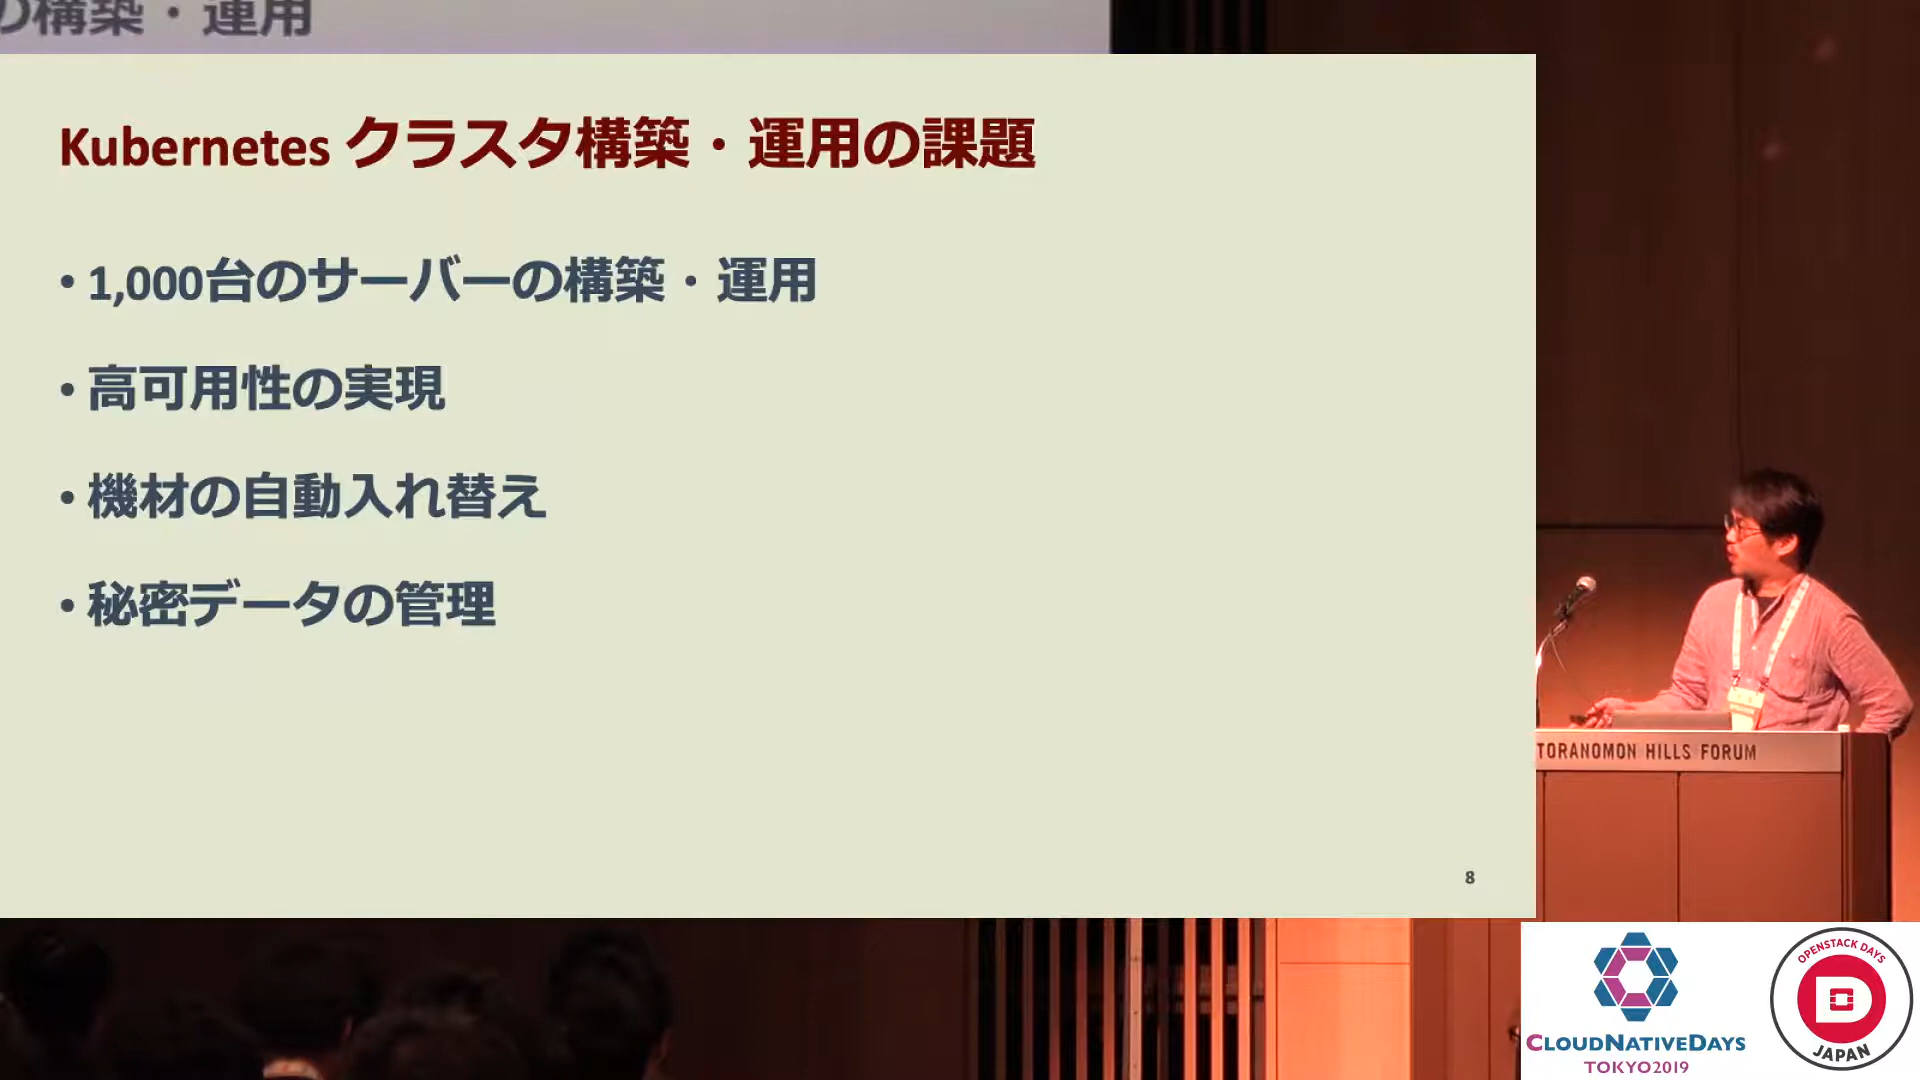 の構築・運用
Kubernetes クラスタ構築・運用の課題
• 1,000台のサーバーの構築・運用
• 高可用性の実現
• 機材の自動入れ替え
• 秘密データの管理
8
TORANOMON HILLS FORUM
CLOUDNATIVEDAYS
TOKYO2019
OPENSTACK DAYS
JAPAN